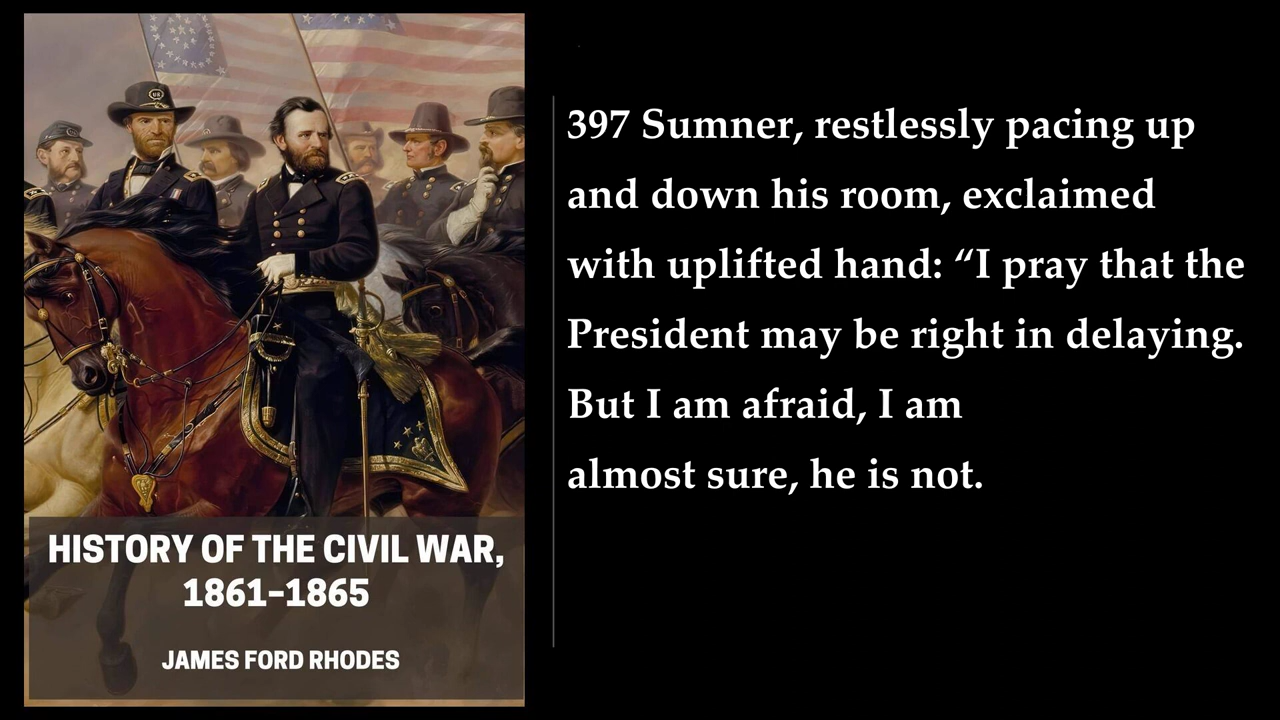 HISTORY OF THE CIVIL WAR,
1861–1865
JAMES FORD RHODES
397 Sumner, restlessly pacing up
and down his room, exclaimed
with uplifted hand: “I pray that the
President may be right in delaying.
But I am afraid, I am
almost sure, he is not.